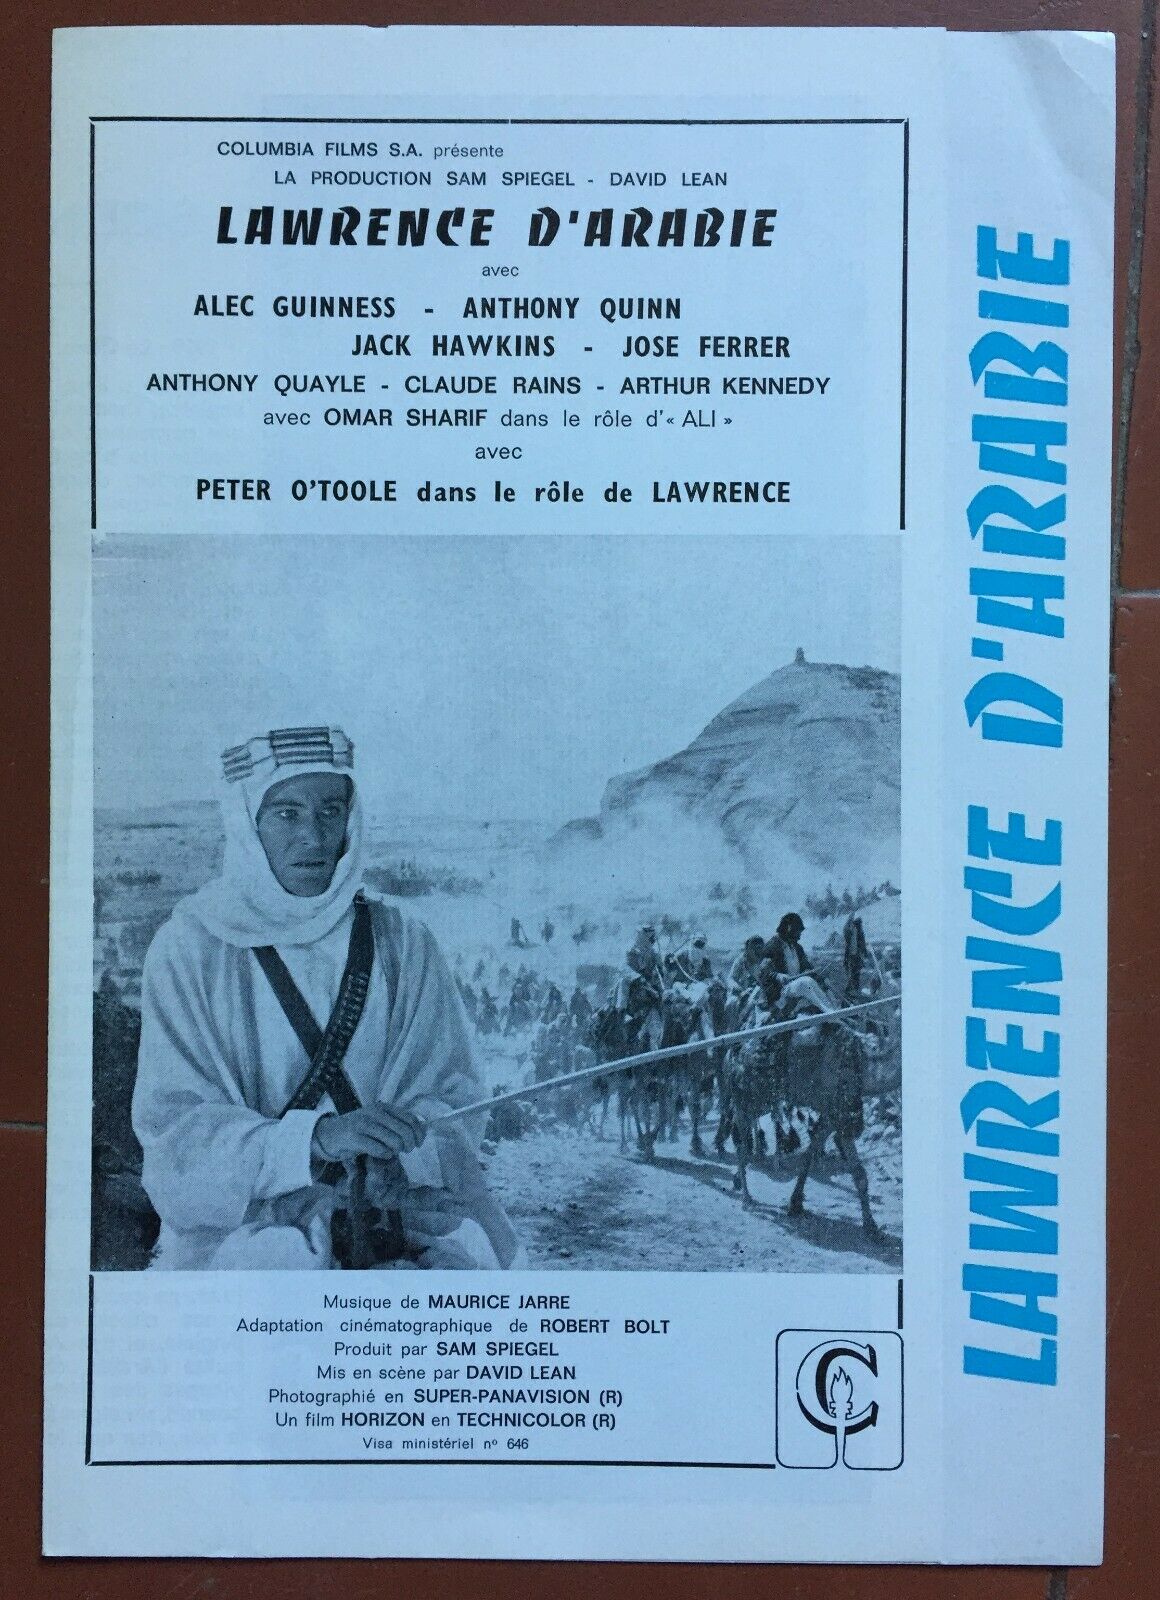 COLUMBIA FILMS S.A. présente
LA PRODUCTION SAM SPIEGEL - DAVID LEAN
LAWRENCE D'ARABIE
avec
ALEC GUINNESS - ANTHONY QUINN
JACK HAWKINS - JOSE FERRER
ANTHONY QUAYLE - CLAUDE RAINS - ARTHUR KENNEDY
avec OMAR SHARIF dans le rôle d'« ALI »
avec
PETER O'TOOLE dans le rôle de LAWRENCE
Musique de MAURICE JARRE
Adaptation cinématographique de ROBERT BOLT
Produit par SAM SPIEGEL
Mis en scène par DAVID LEAN
Photographié en SUPER-PANAVISION (R)
Un film HORIZON en TECHNICOLOR (R)
Visa ministériel nº 646
C
LAWRENCE D'ARABIE